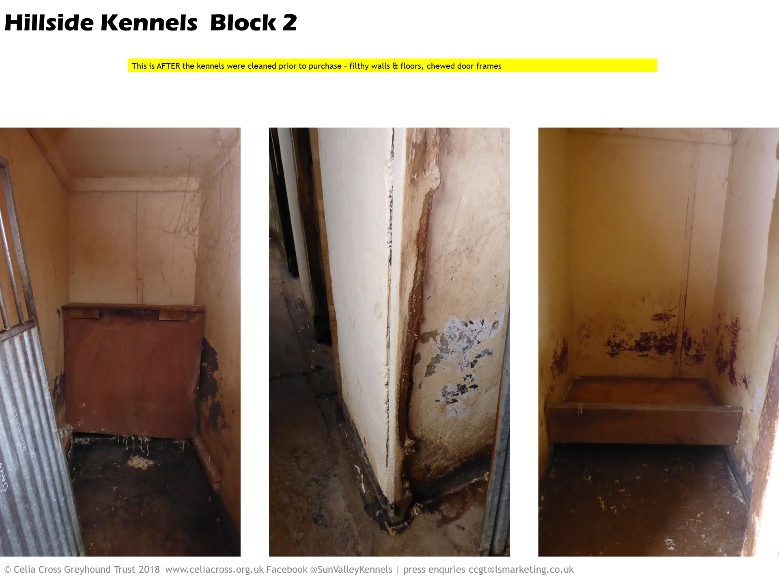 Hillside Kennels Block 2
This is AFTER the kennels were cleaned prior to purchase - filthy walls & floors, chewed door frames
© Celia Cross Greyhound Trust 2018 www.celiacross.org.uk Facebook @SunValleyKennels | press enquries ccgt@lsmarketing.co.uk